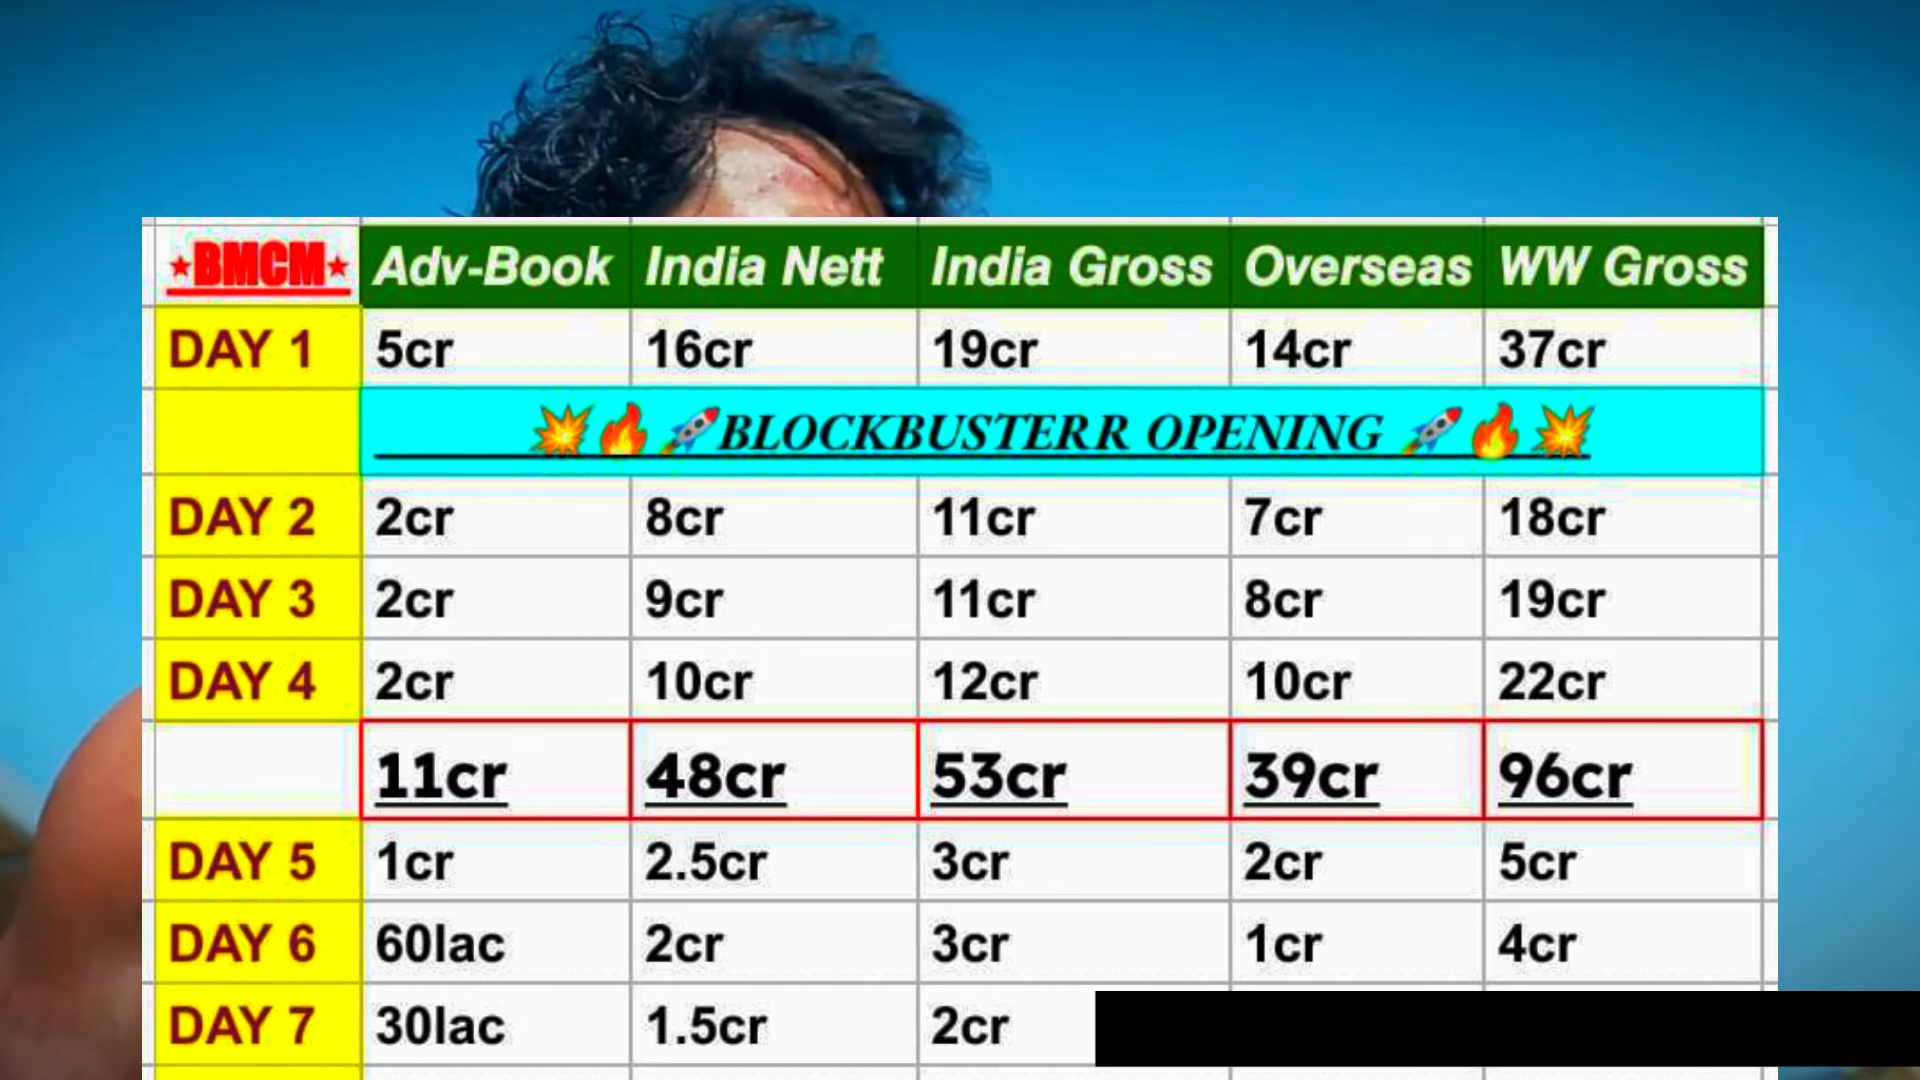 ★BMCM★ Adv-Book India Nett India Gross Overseas WW Gross
DAY 1 5cr 16cr 19cr 14cr 37cr
💥🔥🚀BLOCKBUSTERR OPENING 🚀🔥💥
DAY 2 2cr 8cr 11cr 7cr 18cr
DAY 3 2cr 9cr 11cr 8cr 19cr
DAY 4 2cr 10cr 12cr 10cr 22cr
11cr 48cr 53cr 39cr 96cr
DAY 5 1cr 2.5cr 3cr 2cr 5cr
DAY 6 60lac 2cr 3cr 1cr 4cr
DAY 7 30lac 1.5cr 2cr